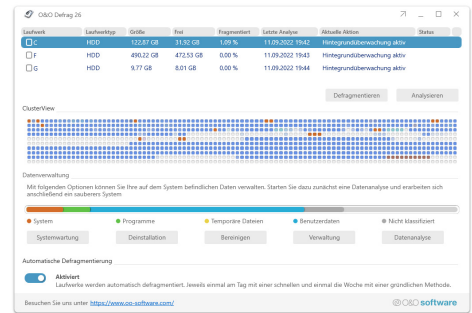 O&O Defrag 26
Laufwerk Laufwerktyp Größe Frei Fragmentiert Letzte Analyse Aktuelle Aktion Status
C HDD 122,87 GB 31,92 GB 1,09 % 11.09.2022 19:42 Hintergrundüberwachung aktiv
F HDD 490,22 GB 472,53 GB 0,00 % 11.09.2022 19:43 Hintergrundüberwachung aktiv
G HDD 9,77 GB 8,01 GB 0,00 % 11.09.2022 19:44 Hintergrundüberwachung aktiv
Defragmentieren Analysieren
ClusterView
Datenverwaltung
Mit folgenden Optionen können Sie Ihre auf dem System befindlichen Daten verwalten. Starten Sie dazu zunächst eine Datenanalyse und erarbeiten sich
anschließend ein sauberers System
System Programme Temporäre Dateien Benutzerdaten Nicht klassifiziert
Systemwartung Deinstallation Bereinigen Verwaltung Datenanalyse
Automatische Defragmentierung
Aktiviert
Laufwerke werden automatisch defragmentiert. Jeweils einmal am Tag mit einer schnellen und einmal die Woche mit einer gründlichen Methode.
Besuchen Sie uns unter https://www.oo-software.com/ O&O software